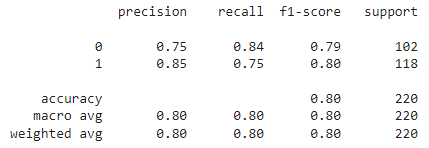 precision recall f1-score support
0 0.75 0.84 0.79 102
1 0.85 0.75 0.80 118
accuracy 0.80 220
macro avg 0.80 0.80 0.80 220
weighted avg 0.80 0.80 0.80 220